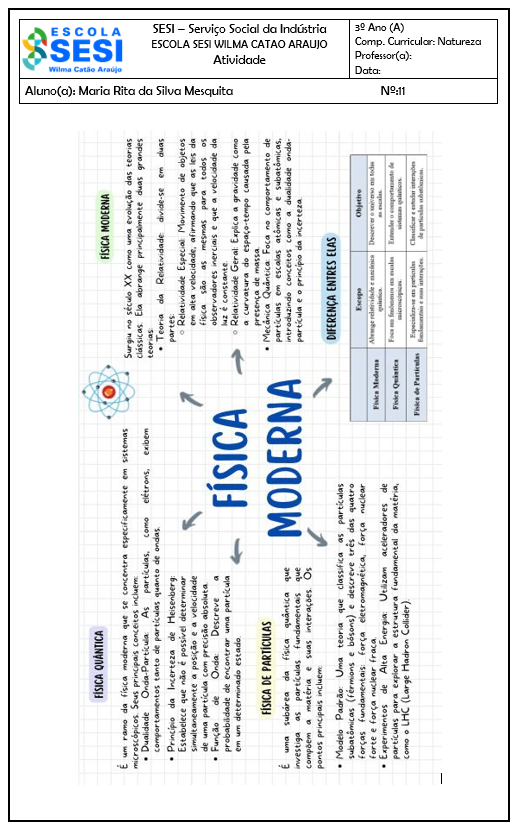 ESCOLA
SESI
Wilma Catão Araújo
SESI – Serviço Social da Indústria
ESCOLA SESI WILMA CATAO ARAUJO
Atividade
3º Ano (A)
Comp. Curricular: Natureza
Professor(a):
Data:
Aluno(a): Maria Rita da Silva Mesquita
Nº:11
FÍSICA
MODERNA
FÍSICA QUÂNTICA
É um ramo da física moderna que se concentra especificamente em sistemas
microscópicos. Seus principais conceitos incluem:
• Dualidade Onda-Partícula: As partículas, como elétrons, exibem
comportamentos tanto de partículas quanto de ondas.
• Princípio da Incerteza de Heisenberg:
Estabelece que não é possível determinar
simultaneamente a posição e a velocidade
de uma partícula com precisão absoluta.
• Função de Onda: Descreve a
probabilidade de encontrar uma partícula
em um determinado estado.
FÍSICA MODERNA
Surgiu no século XX como uma evolução das teorias
clássicas. Ela abrange principalmente duas grandes
teorias:
• Teoria da Relatividade: divide-se em duas
partes:
○ Relatividade Especial: Movimento de objetos
em alta velocidade, afirmando que as leis da
física são as mesmas para todos os
observadores inerciais e que a velocidade da
luz é constante.
○ Relatividade Geral: Explica a gravidade como
a curvatura do espaço-tempo causada pela
presença de massa.
• Mecânica Quântica: Foca no comportamento de
partículas em escalas atômicas e subatômicas,
introduzindo conceitos como a dualidade onda-
partícula e o princípio da incerteza.
FÍSICA DE PARTÍCULAS
É uma subárea da física quântica que
investiga as partículas fundamentais que
compõem a matéria e suas interações. Os
pontos principais incluem:
• Modelo Padrão: Uma teoria que classifica as partículas
subatômicas (férmions e bósons) e descreve três das quatro
forças fundamentais: força eletromagnética, força nuclear
forte e força nuclear fraca.
• Experimentos de Alta Energia: Utilizam aceleradores de
partículas para explorar a estrutura fundamental da matéria,
como o LHC (Large Hadron Collider).
DIFERENÇA ENTRES ELAS
Escopo Objetivo
Física Moderna Abrange relatividade e mecânica quântica. Descrever o universo em todas as escalas.
Física Quântica Foca em fenômenos em escalas microscópicas. Entender o comportamento de sistemas quânticos.
Física de Partículas Especializa-se em partículas fundamentais e suas interações. Classificar e estudar interações de partículas subatômicas.